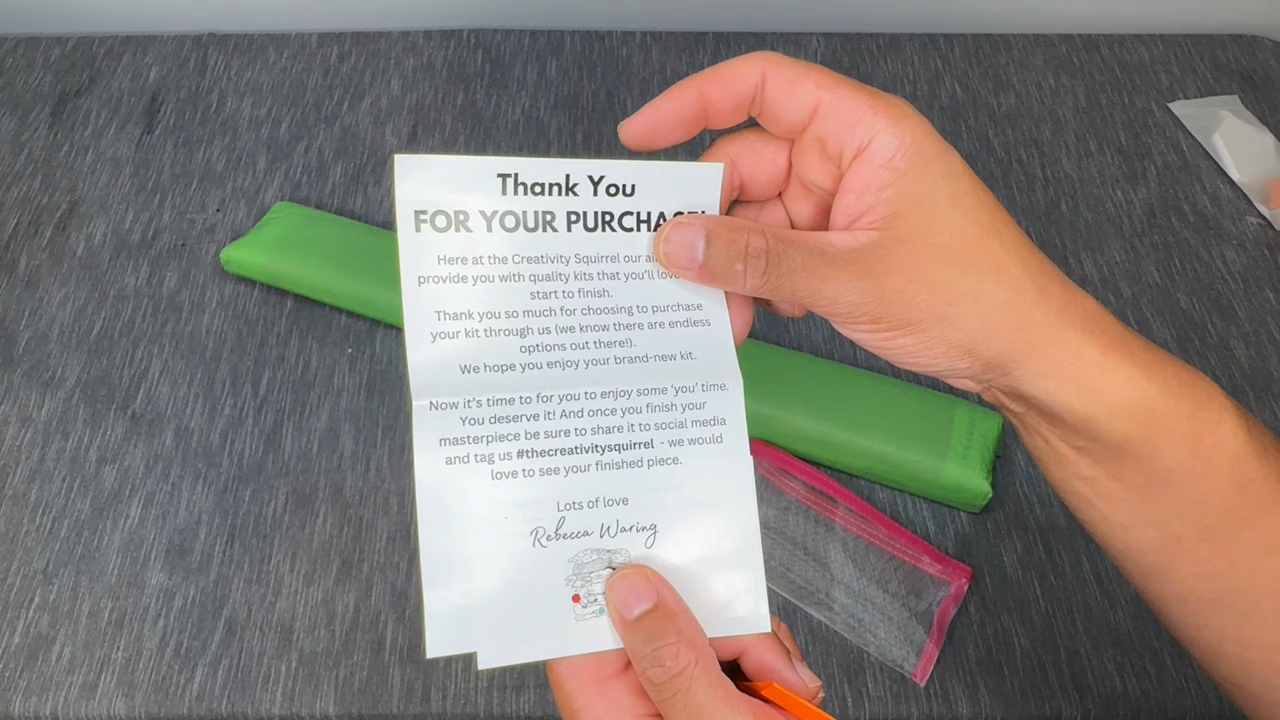 Thank You
FOR YOUR PURCHASE!
Here at the Creativity Squirrel our
provide you with quality kits that you'll love
start to finish.
Thank you so much for choosing to purchase
your kit through us (we know there are endless
options out there!).
We hope you enjoy your brand-new kit.
Now it's time to for you to enjoy some 'you' time.
You deserve it! And once you finish your
masterpiece be sure to share it to social media
and tag us #thecreativitysquirrel - we would
love to see your finished piece.
Lots of love
Rebecca Waring